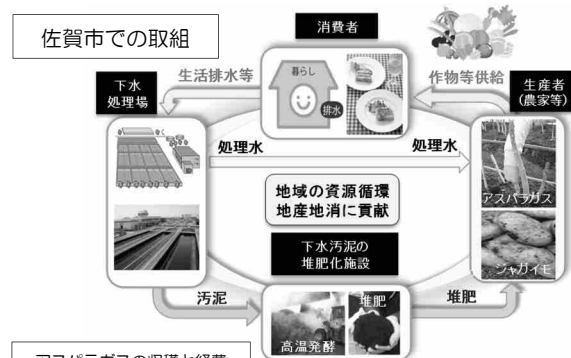 佐賀市での取組
消費者
下水
処理場
生活排水等
暮らし
排水
作物等供給
生産者
(農家等)
処理水
処理水
アスパラガス
地域の資源循環
地産地消に貢献
下水汚泥の
堆肥化施設
ジャガイモ
汚泥
高温発酵
堆肥
堆肥